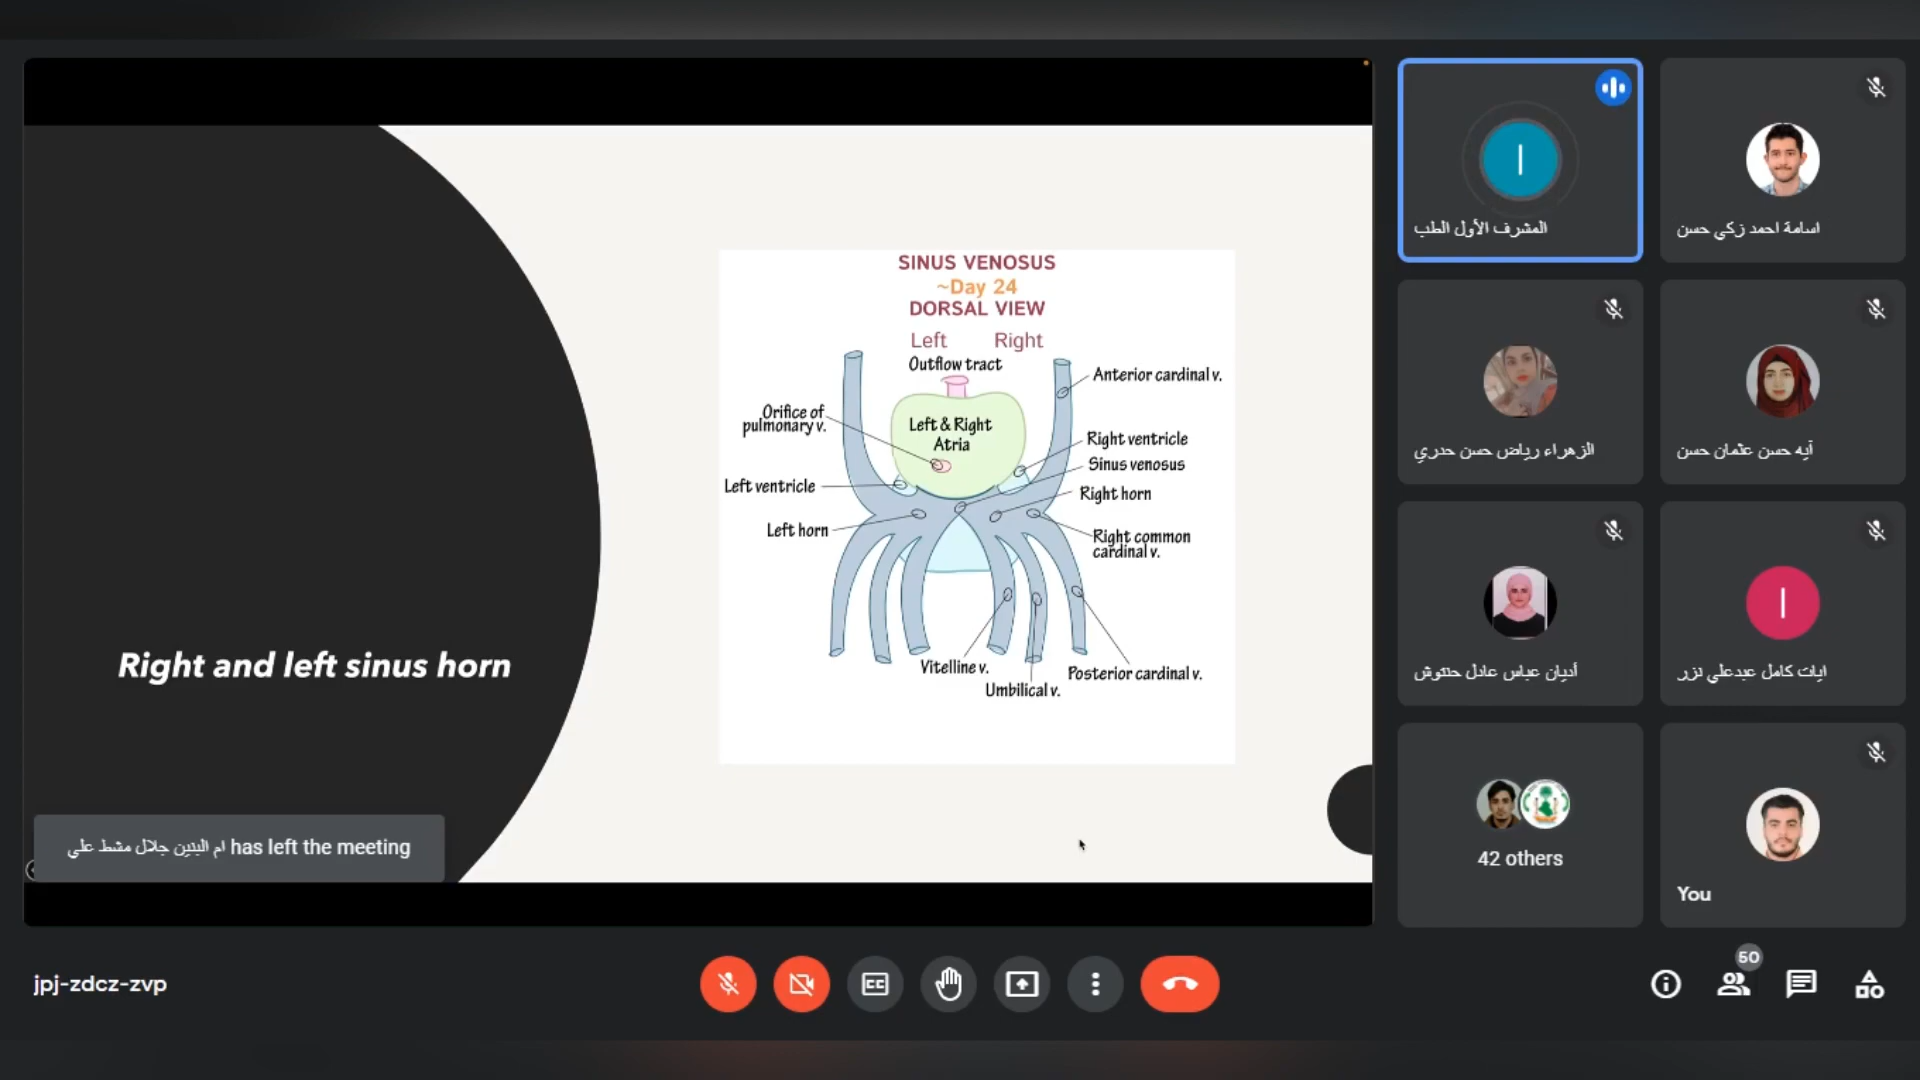 SINUS VENOSUS
~Day 24
DORSAL VIEW
Left Right
Outflow tract
Anterior cardinal v.
Orifice of
pulmonary v.
Left & Right
Atria
Right ventricle
Sinus venosus
Left ventricle
Right horn
Left horn
Right common
cardinal v.
Vitelline v.
Posterior cardinal v.
Umbilical v.
Right and left sinus horn
ام البنين جلال مشط علي has left the meeting
المشرف الأول الطب
اسامة احمد زكي حسن
الزهراء رياض حسن حدري
آيه حسن عثمان حسن
أديان عباس عادل حنتوش
ايات كامل عبدعلي نزر
42 others
You
jpj-zdcz-zvp
50